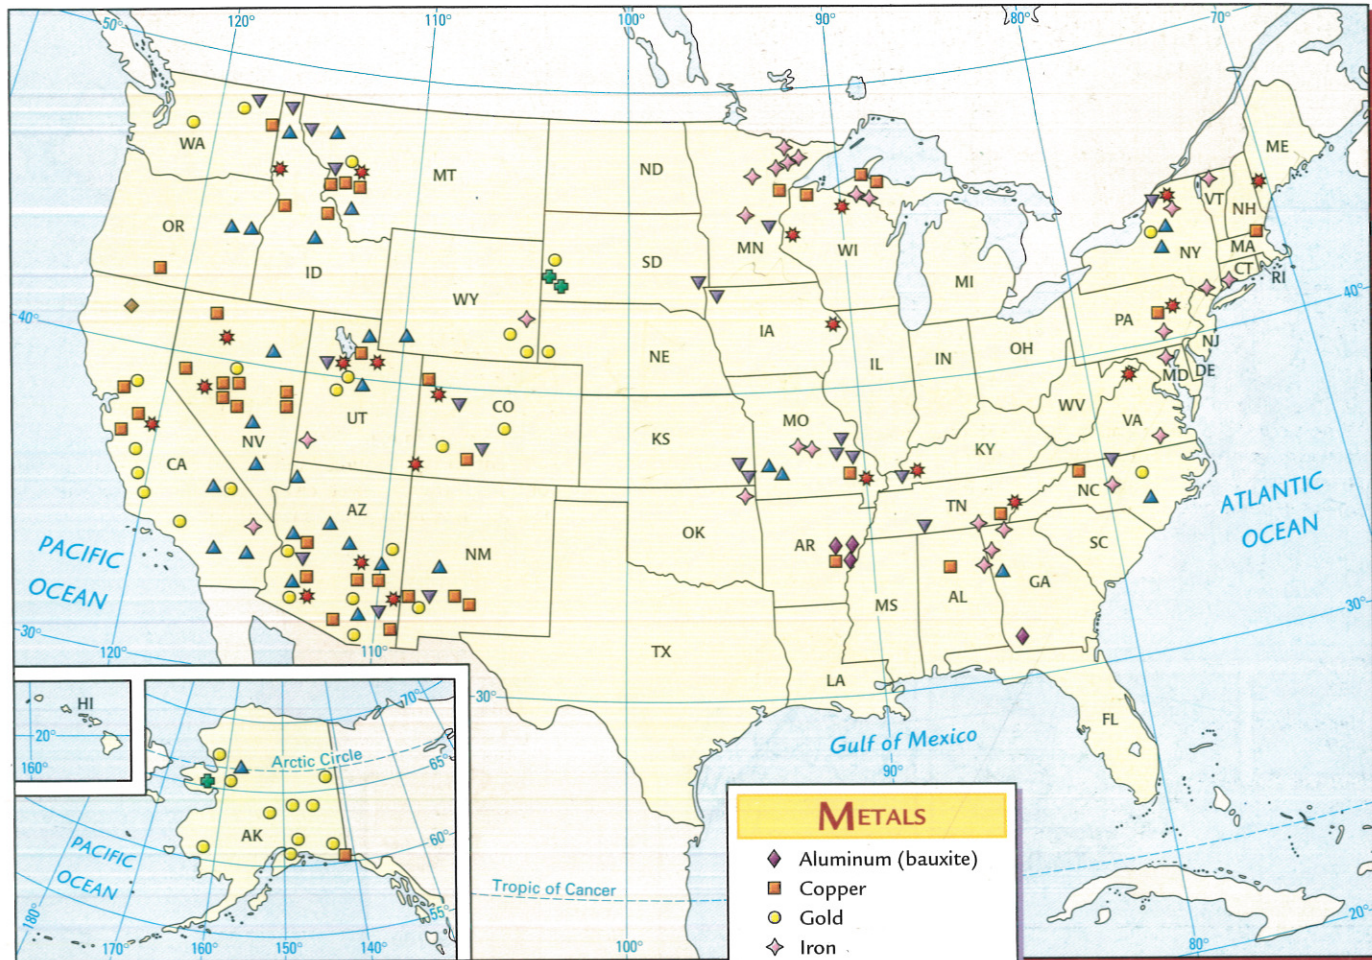 50°
120°
110°
100°
90°
80°
70°
WA
MT
ND
MN
ME
VT
NH
OR
ID
SD
WI
MI
NY
MA
CT
RI
WY
40°
40°
IA
PA
NJ
NE
IL
IN
OH
MD
DE
NV
UT
CO
WV
VA
CA
KS
MO
KY
AZ
NM
OK
TN
NC
AR
SC
ATLANTIC
OCEAN
PACIFIC
OCEAN
MS
AL
GA
30°
30°
120°
110°
TX
LA
FL
30°
Gulf of Mexico
90°
HI
20°
160°
70°
Arctic Circle
65°
AK
60°
PACIFIC
OCEAN
55°
180°
170°
160°
150°
140°
Tropic of Cancer
100°
80°
20°
METALS
Aluminum (bauxite)
Copper
Gold
Iron